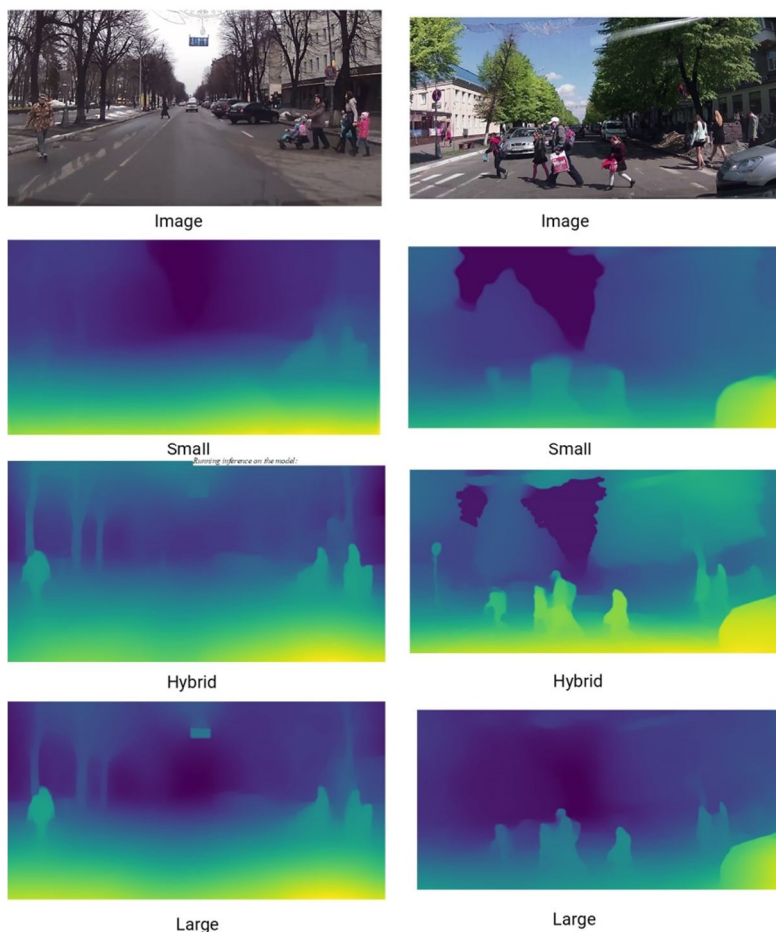 Image
Image
Small
Small
Running inference on the model:
Hybrid
Hybrid
Large
Large